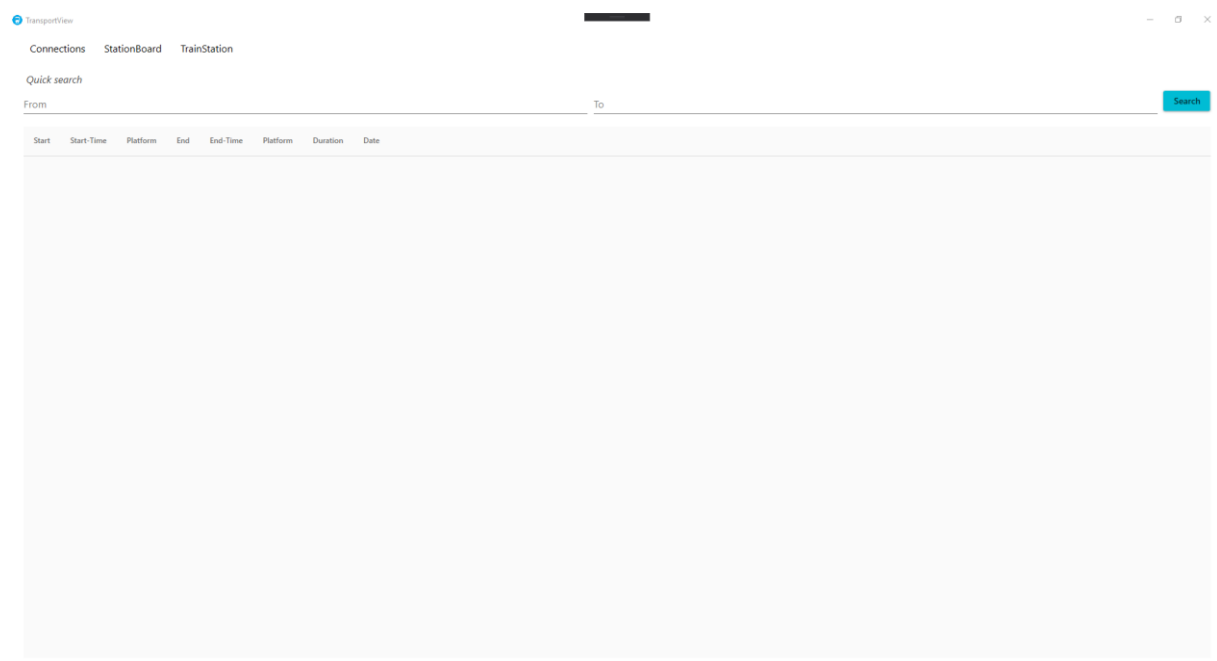 TransportView
Connections StationBoard TrainStation
Quick search
From To Search
Start Start-Time Platform End End-Time Platform Duration Date